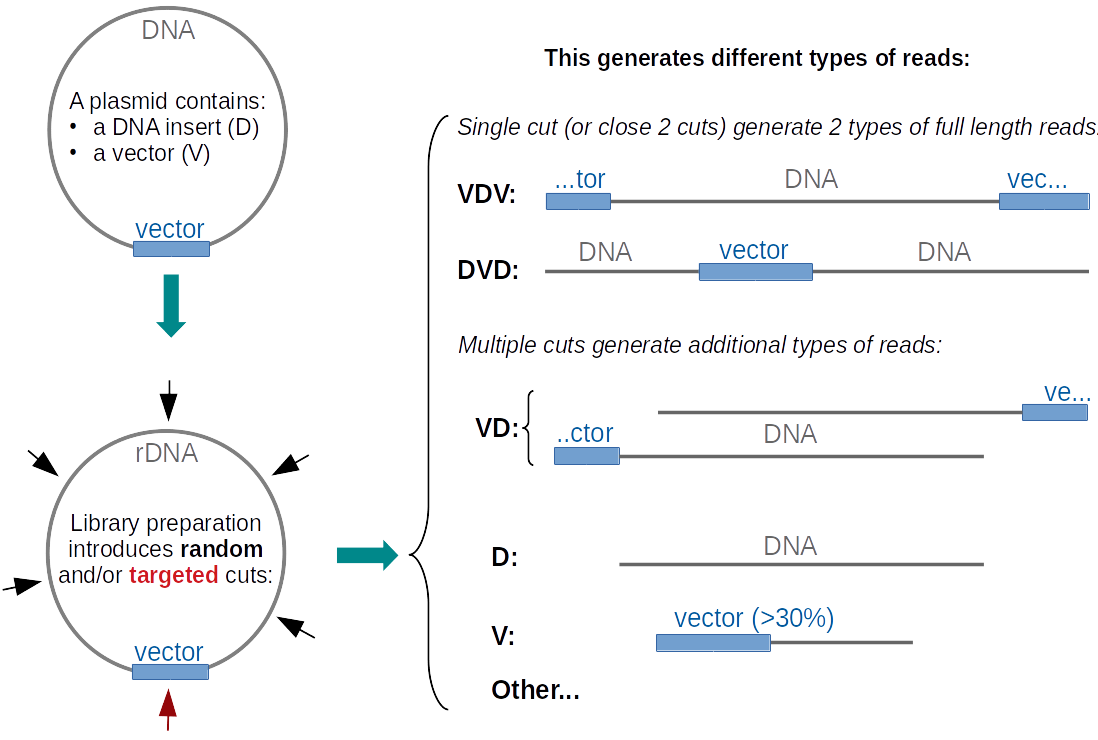 DNA
A plasmid contains:
• a DNA insert (D)
• a vector (V)
vector
rDNA
Library preparation
introduces random
and/or targeted cuts:
vector
This generates different types of reads:
Single cut (or close 2 cuts) generate 2 types of full length reads:
VDV:
...tor
DNA
vec...
DVD:
DNA
vector
DNA
Multiple cuts generate additional types of reads:
VD:
ve...
..ctor
DNA
D:
DNA
V:
vector (>30%)
Other...